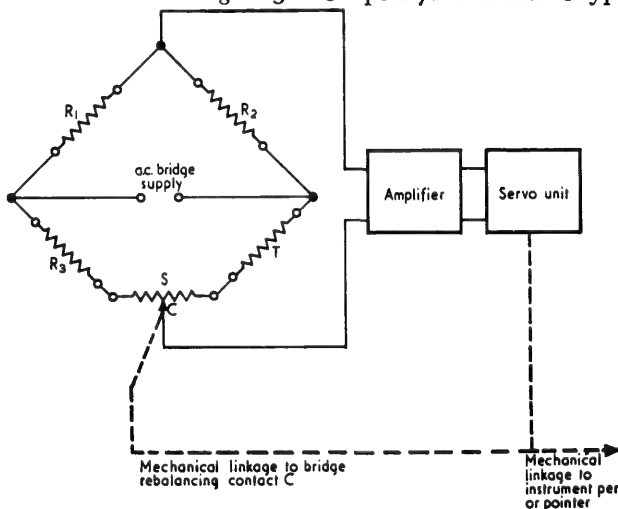 R1
R2
a.c. bridge
supply
Amplifier
Servo unit
R3
S
T
C
Mechanical linkage to bridge
rebalancing contact C
Mechanical
linkage to
instrument pen
or pointer